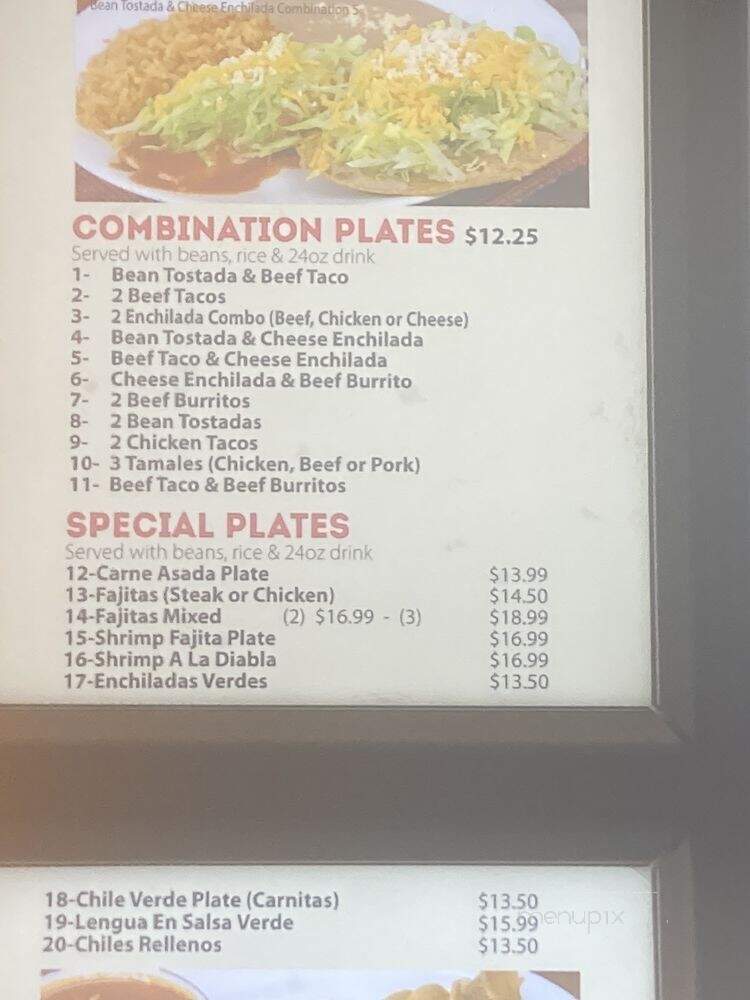 Bean Tostada & Cheese Enchilada Combination 5
COMBINATION PLATES $12.25
Served with beans, rice & 24oz drink
1- Bean Tostada & Beef Taco
2- 2 Beef Tacos
3- 2 Enchilada Combo (Beef, Chicken or Cheese)
4- Bean Tostada & Cheese Enchilada
5- Beef Taco & Cheese Enchilada
6- Cheese Enchilada & Beef Burrito
7- 2 Beef Burritos
8- 2 Bean Tostadas
9- 2 Chicken Tacos
10- 3 Tamales (Chicken, Beef or Pork)
11- Beef Taco & Beef Burritos
SPECIAL PLATES
Served with beans, rice & 24oz drink
12-Carne Asada Plate $13.99
13-Fajitas (Steak or Chicken) $14.50
14-Fajitas Mixed (2) $16.99 - (3) $18.99
15-Shrimp Fajita Plate $16.99
16-Shrimp A La Diabla $16.99
17-Enchiladas Verdes $13.50
18-Chile Verde Plate (Carnitas) $13.50
19-Lengua En Salsa Verde $15.99
20-Chiles Rellenos $13.50
menupix